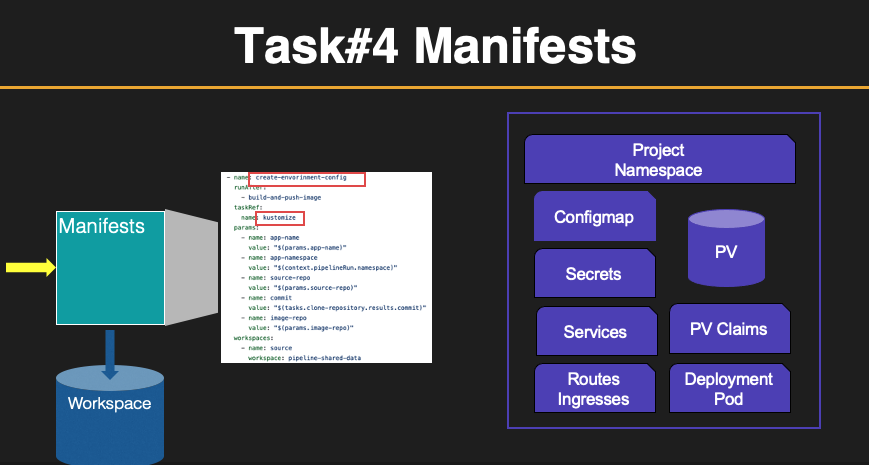 Task#4 Manifests
Manifests
Workspace
- name: create-envorinment-config
runAfter:
- build-and-push-image
taskRef:
name: kustomize
params:
- name: app-name
value: "$(params.app-name)"
- name: app-namespace
value: "$(context.pipelineRun.namespace)"
- name: source-repo
value: "$(params.source-repo)"
- name: commit
value: "$(tasks.clone-repository.results.commit)"
- name: image-repo
value: "$(params.image-repo)"
workspaces:
- name: source
workspace: pipeline-shared-data
Project
Namespace
Configmap
Secrets
Services
Routes
Ingresses
PV
PV Claims
Deployment
Pod